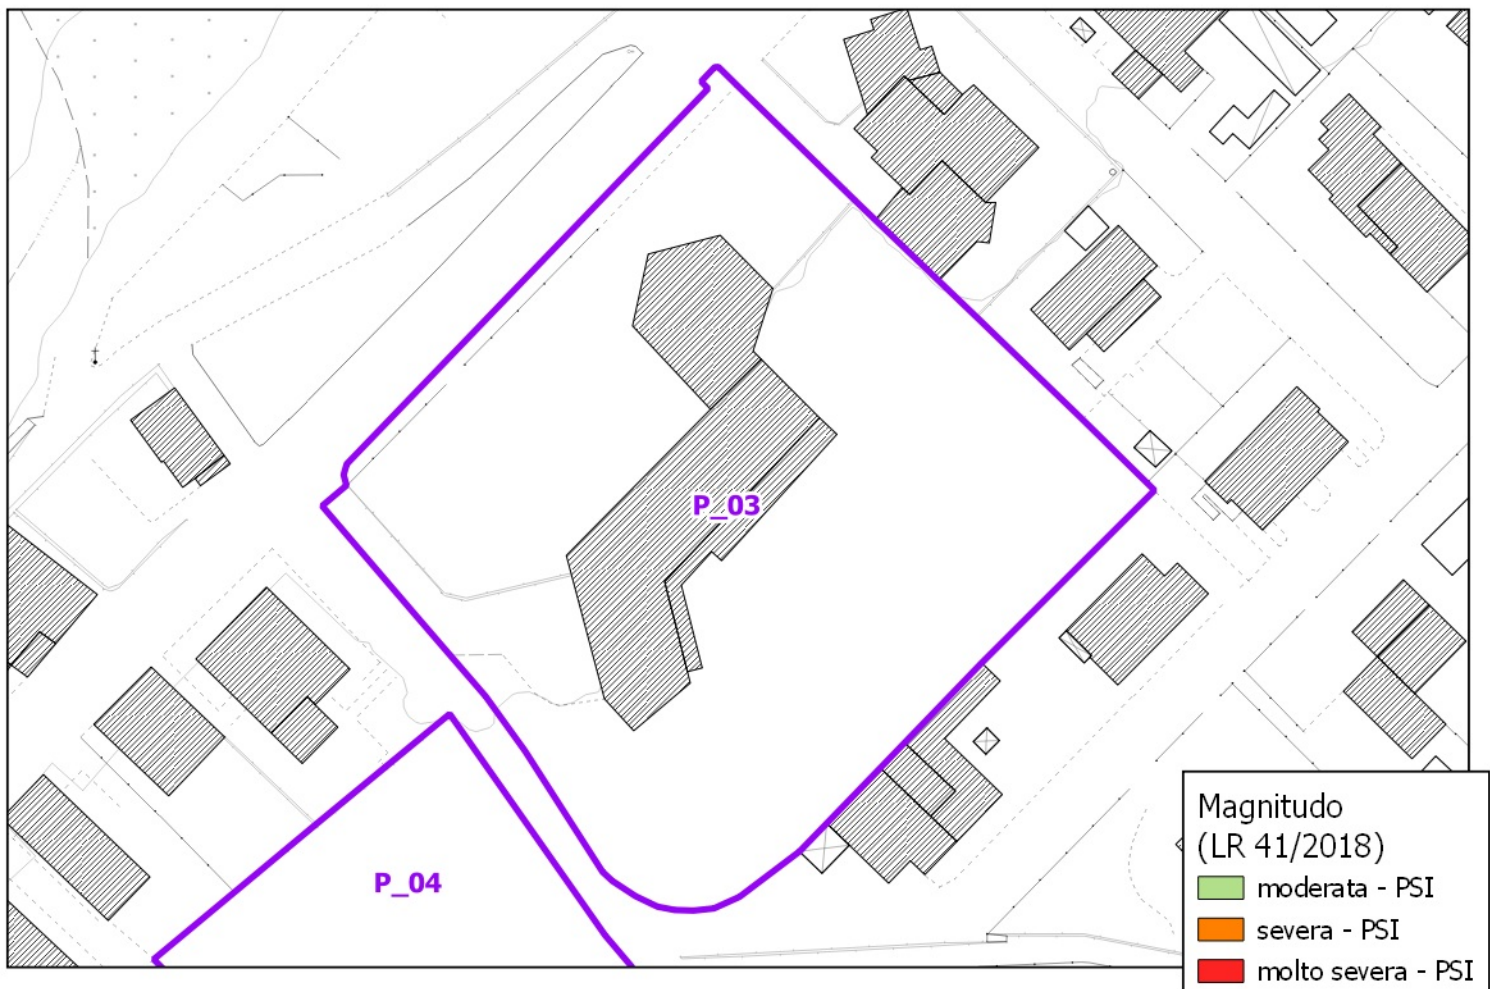 P_03
P_04
Magnitudo
(LR 41/2018)
moderata - PSI
severa - PSI
molto severa - PSI